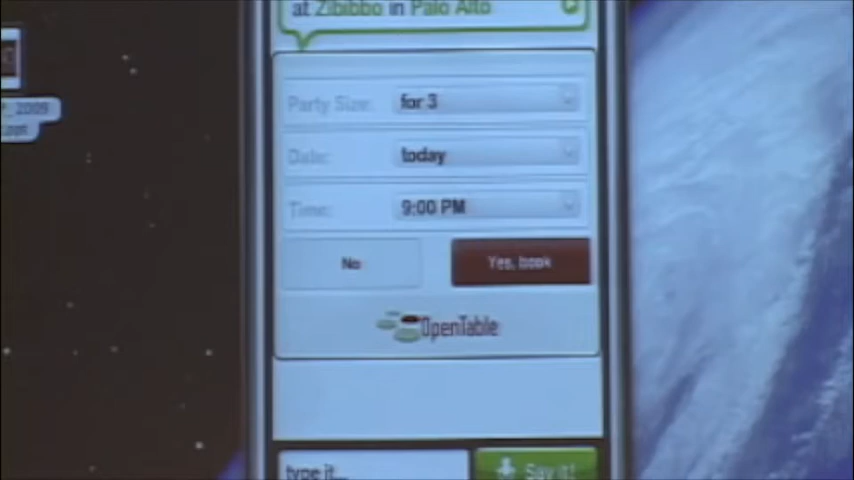 at Zibibbo in Palo Alto
Party Size: for 3
Date: today
Time: 9:00 PM
No
Yes, book
OpenTable
type it...
Say it!
2009